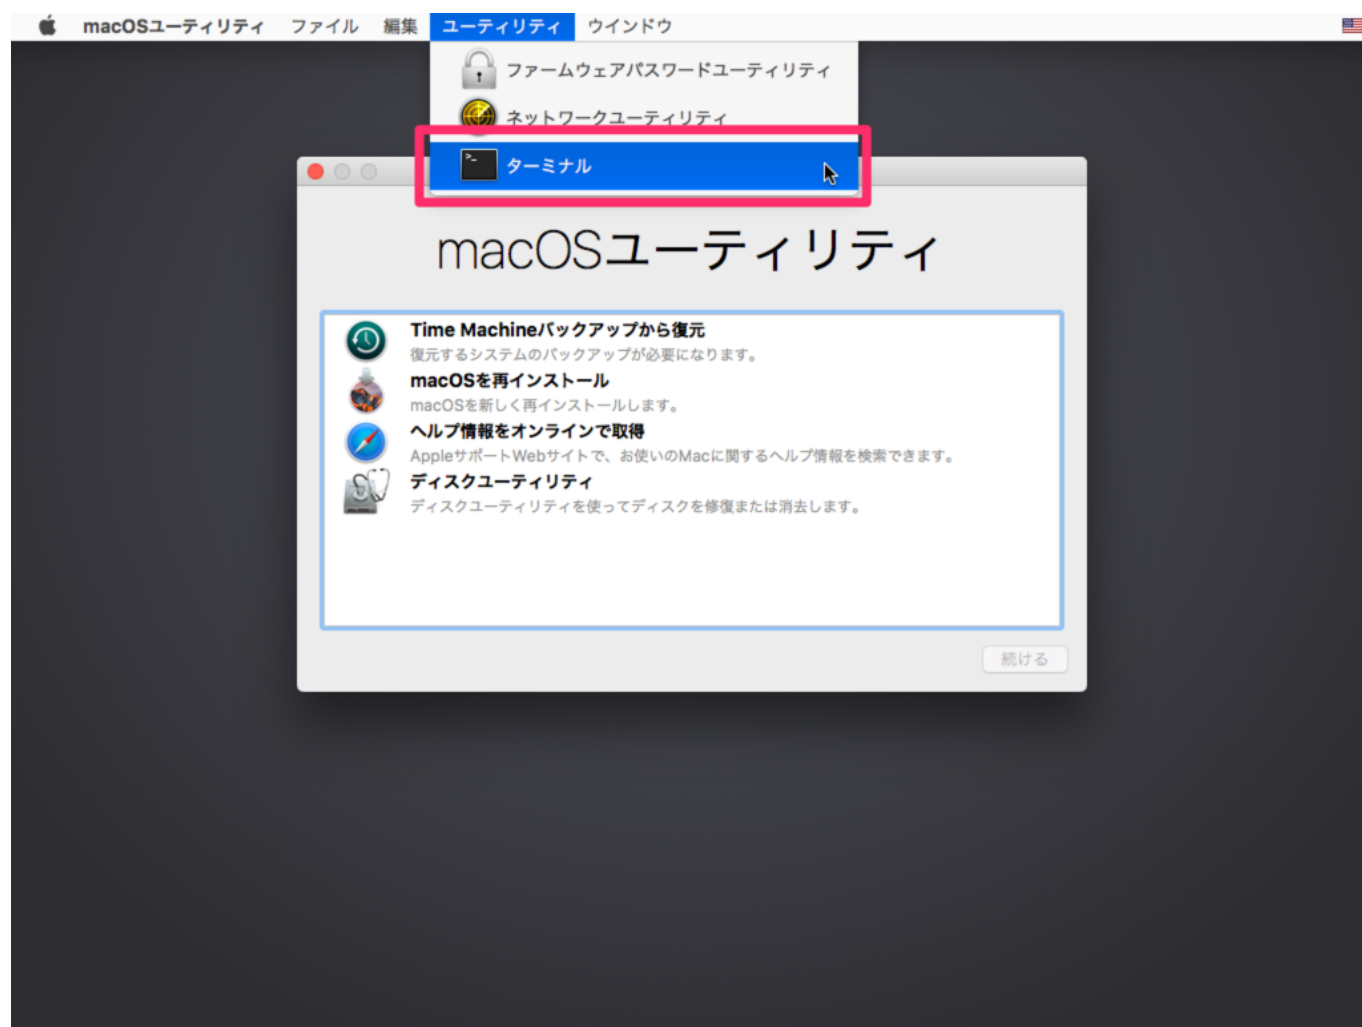 macOSユーティリティ ファイル 編集 ユーティリティ ウインドウ
ファームウェアパスワードユーティリティ
ネットワークユーティリティ
ターミナル
macOSユーティリティ
Time Machineバックアップから復元
復元するシステムのバックアップが必要になります。
macOSを再インストール
macOSを新しく再インストールします。
ヘルプ情報をオンラインで取得
AppleサポートWebサイトで、お使いのMacに関するヘルプ情報を検索できます。
ディスクユーティリティ
ディスクユーティリティを使ってディスクを修復または消去します。
続ける